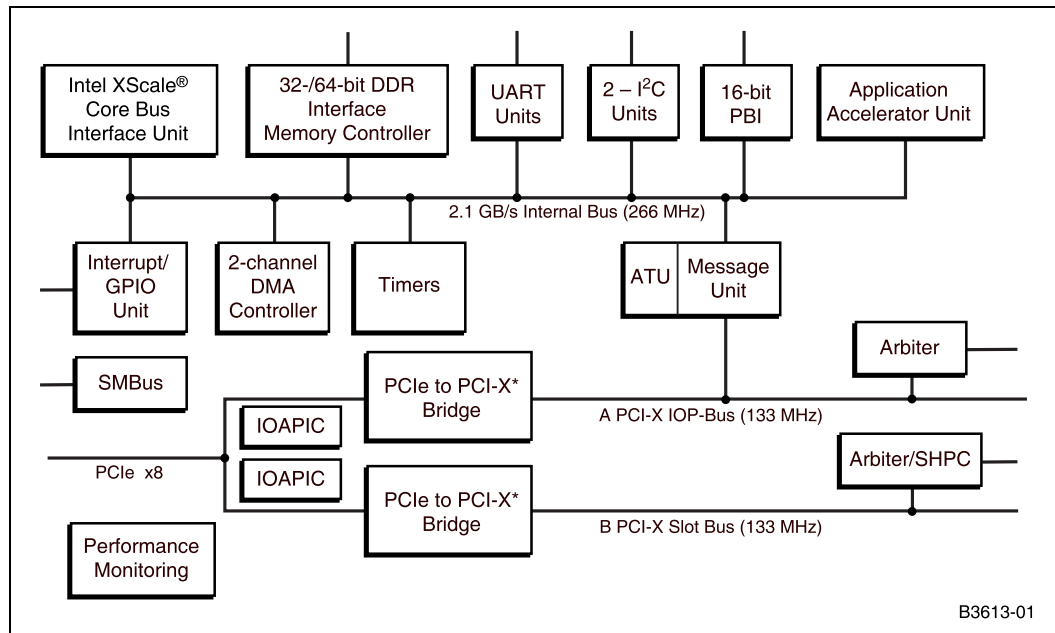 Intel XScale®
Core Bus
Interface Unit
32-/64-bit DDR
Interface
Memory Controller
UART
Units
2 – I²C
Units
16-bit
PBI
Application
Accelerator Unit
2.1 GB/s Internal Bus (266 MHz)
Interrupt/
GPIO
Unit
2-channel
DMA
Controller
Timers
ATU
Message
Unit
SMBus
PCIe to PCI-X*
Bridge
Arbiter
IOAPIC
A PCI-X IOP-Bus (133 MHz)
PCIe x8
IOAPIC
PCIe to PCI-X*
Bridge
Arbiter/SHPC
B PCI-X Slot Bus (133 MHz)
Performance
Monitoring
B3613-01